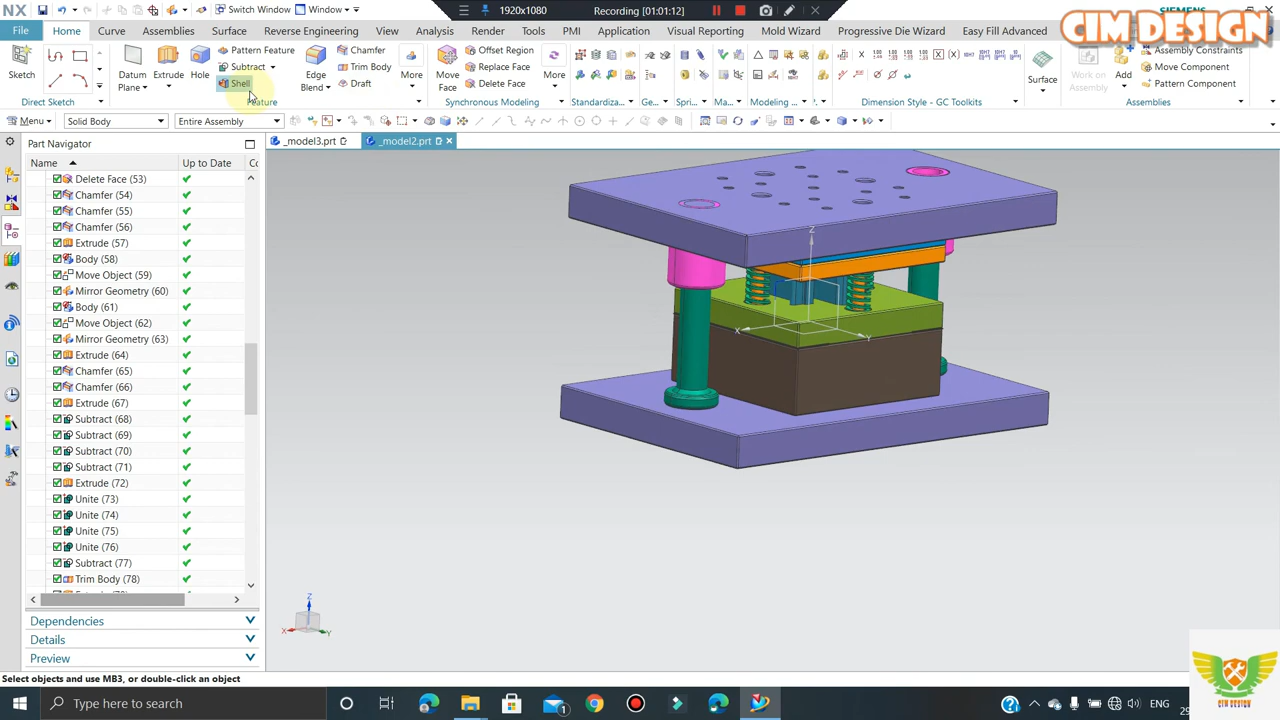 NX
Switch Window
Window
1920x1080
Recording [01:01:12]
SIEMENS
CIM DESIGN
File
Home
Curve
Assemblies
Surface
Reverse Engineering
View
Analysis
Render
Tools
PMI
Application
Visual Reporting
Mold Wizard
Progressive Die Wizard
Easy Fill Advanced
Sketch
Direct Sketch
Datum
Plane
Extrude
Hole
Pattern Feature
Subtract
Shell
Feature
Edge
Blend
Chamfer
Trim Body
Draft
More
Move
Face
Offset Region
Replace Face
Delete Face
More
Synchronous Modeling
Standardiza...
Ge...
Spri...
Modeling ...
Dimension Style - GC Toolkits
Surface
Work on
Assembly
Add
Assembly Constraints
Move Component
Pattern Component
Assemblies
Menu
Solid Body
Entire Assembly
Part Navigator
_model3.prt
_model2.prt
Name
Up to Date
Delete Face (53)
Chamfer (54)
Chamfer (55)
Chamfer (56)
Extrude (57)
Body (58)
Move Object (59)
Mirror Geometry (60)
Body (61)
Move Object (62)
Mirror Geometry (63)
Extrude (64)
Chamfer (65)
Chamfer (66)
Extrude (67)
Subtract (68)
Subtract (69)
Subtract (70)
Subtract (71)
Extrude (72)
Unite (73)
Unite (74)
Unite (75)
Unite (76)
Subtract (77)
Trim Body (78)
Dependencies
Details
Preview
Z
X
Y
Z
X
Y
Select objects and use MB3, or double-click an object
Type here to search
ENG
CIM DESIGN